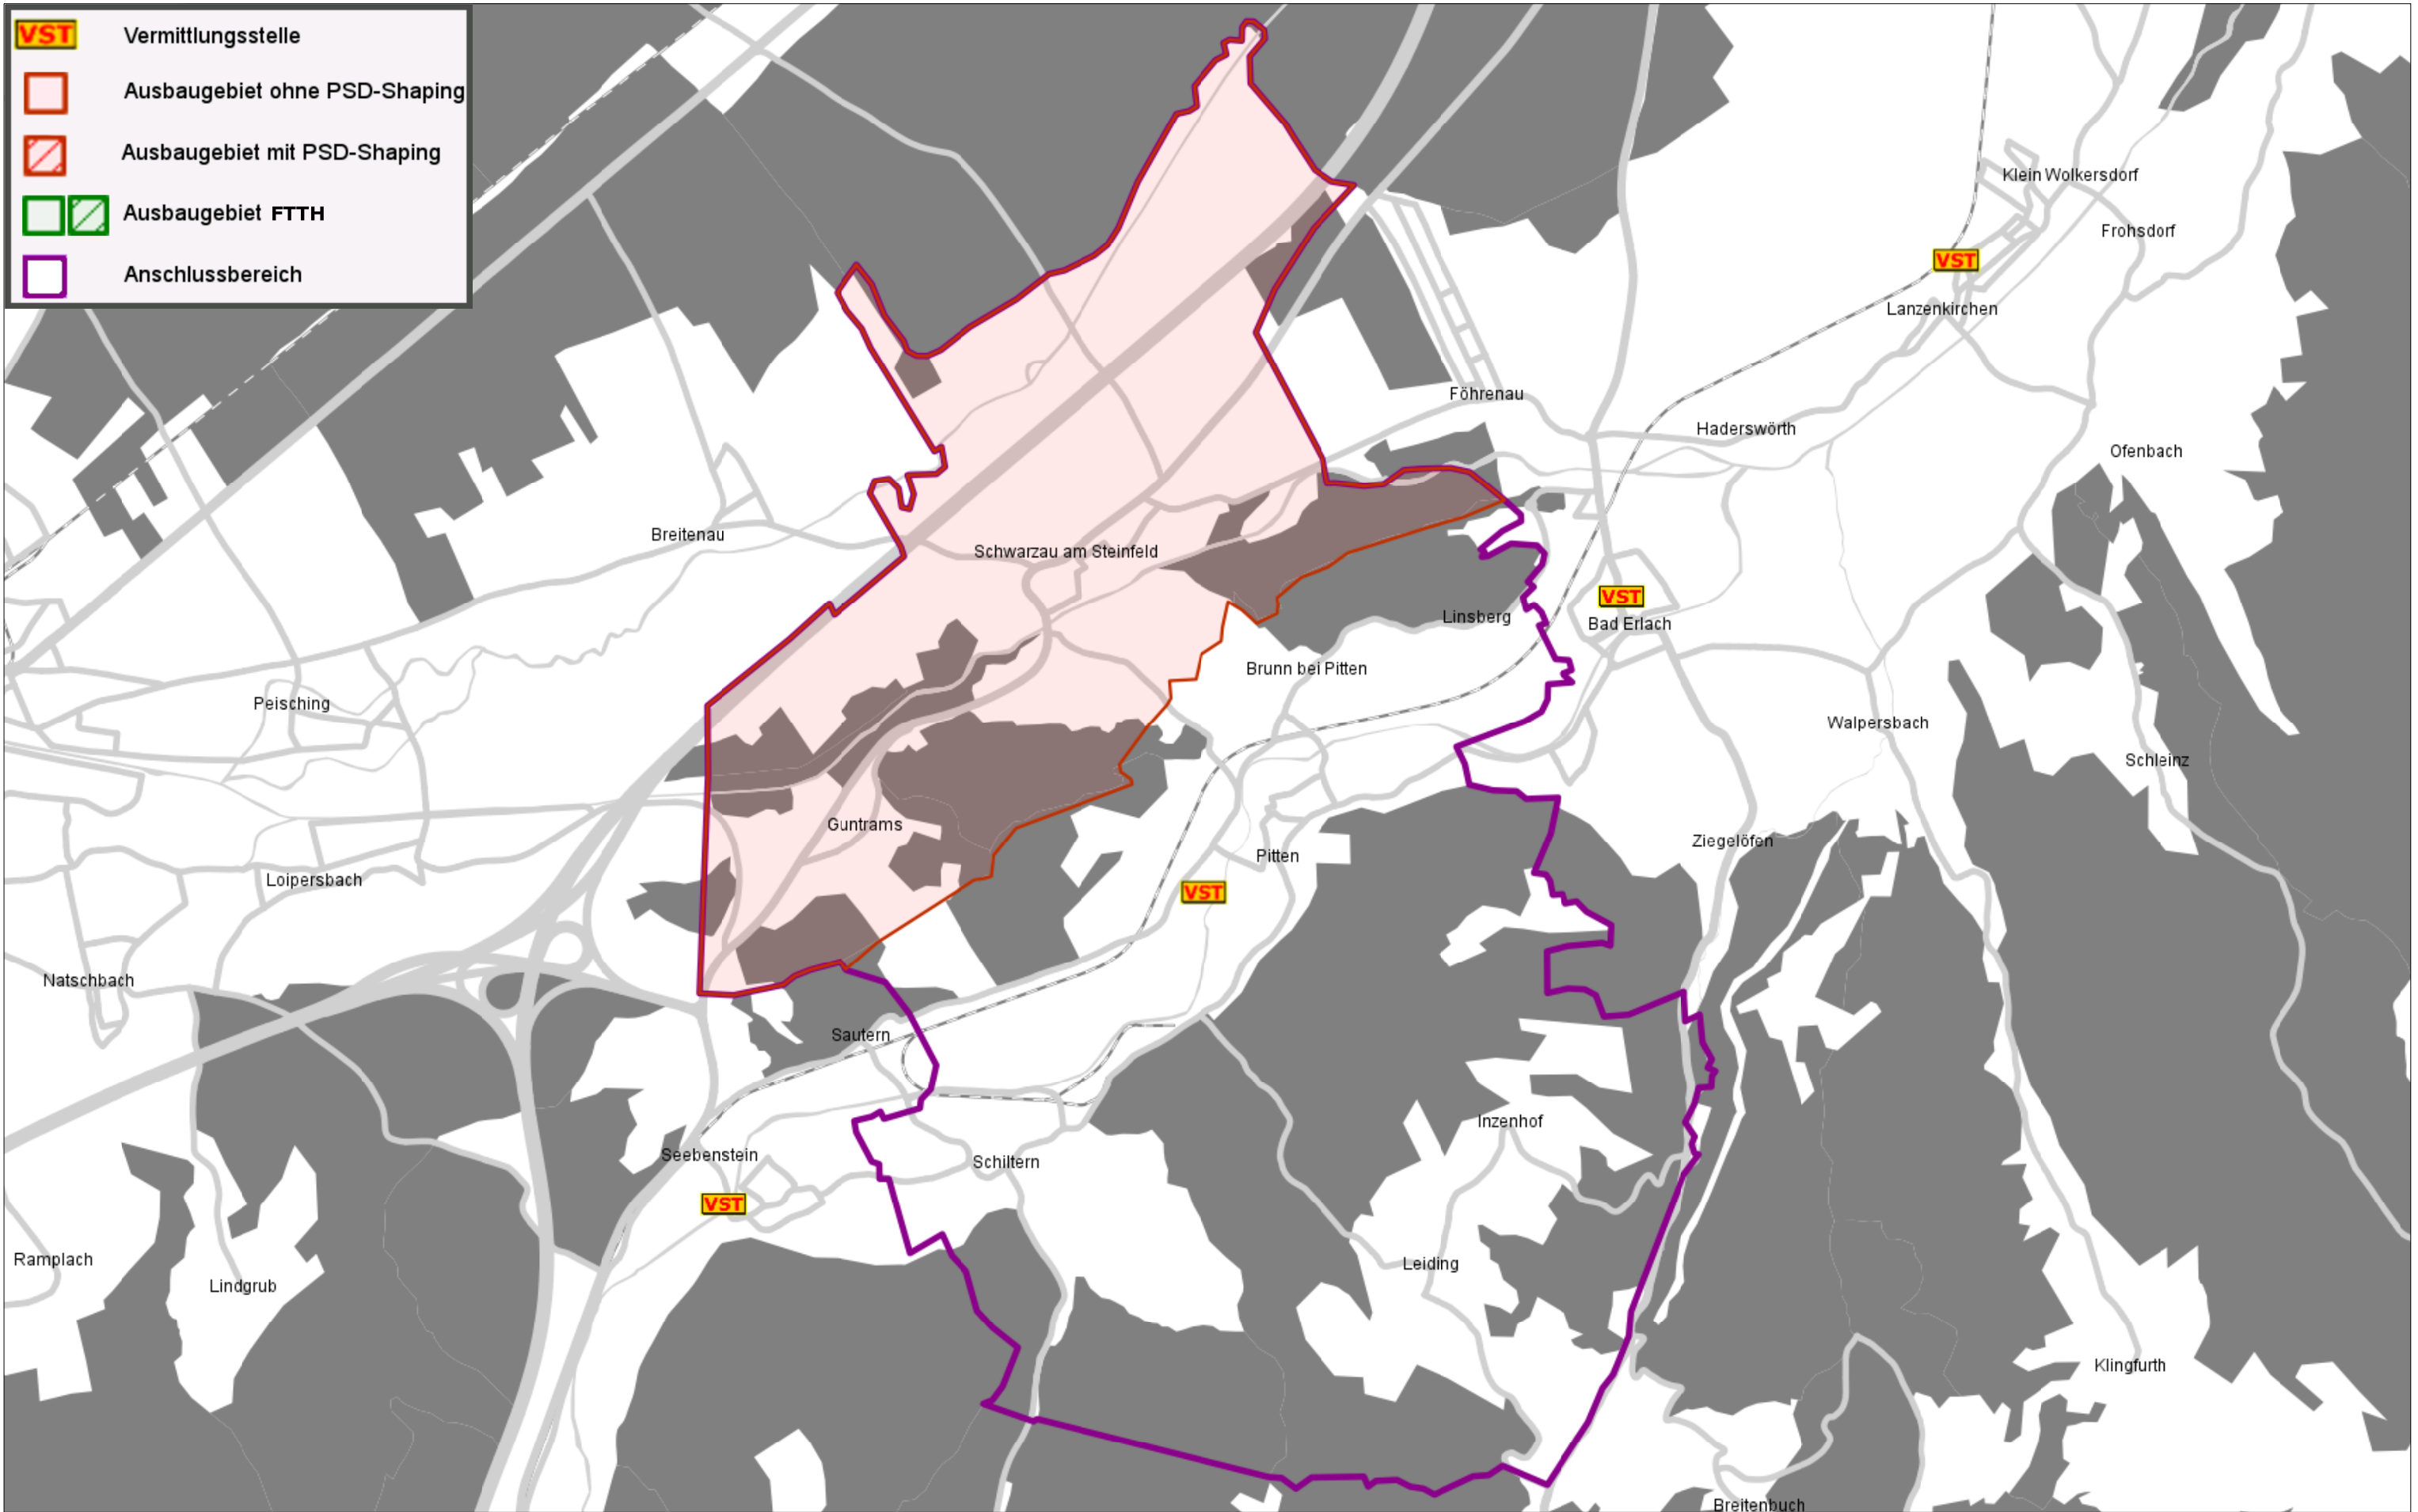 VST Vermittlungsstelle
Ausbaugebiet ohne PSD-Shaping
Ausbaugebiet mit PSD-Shaping
Ausbaugebiet FTTH
Anschlussbereich
Klein Wolkersdorf
Frohsdorf
VST
Lanzenkirchen
Föhrenau
Haderswörth
Ofenbach
Breitenau
Schwarzau am Steinfeld
VST
Linsberg
Bad Erlach
Brunn bei Pitten
Peisching
Walpersbach
Schleinz
Guntrams
Ziegelöfen
Pitten
Loipersbach
VST
Natschbach
Sautern
Inzenhof
Seebenstein
Schiltern
VST
Ramplach
Leiding
Lindgrub
Klingfurth
Breitenbuch